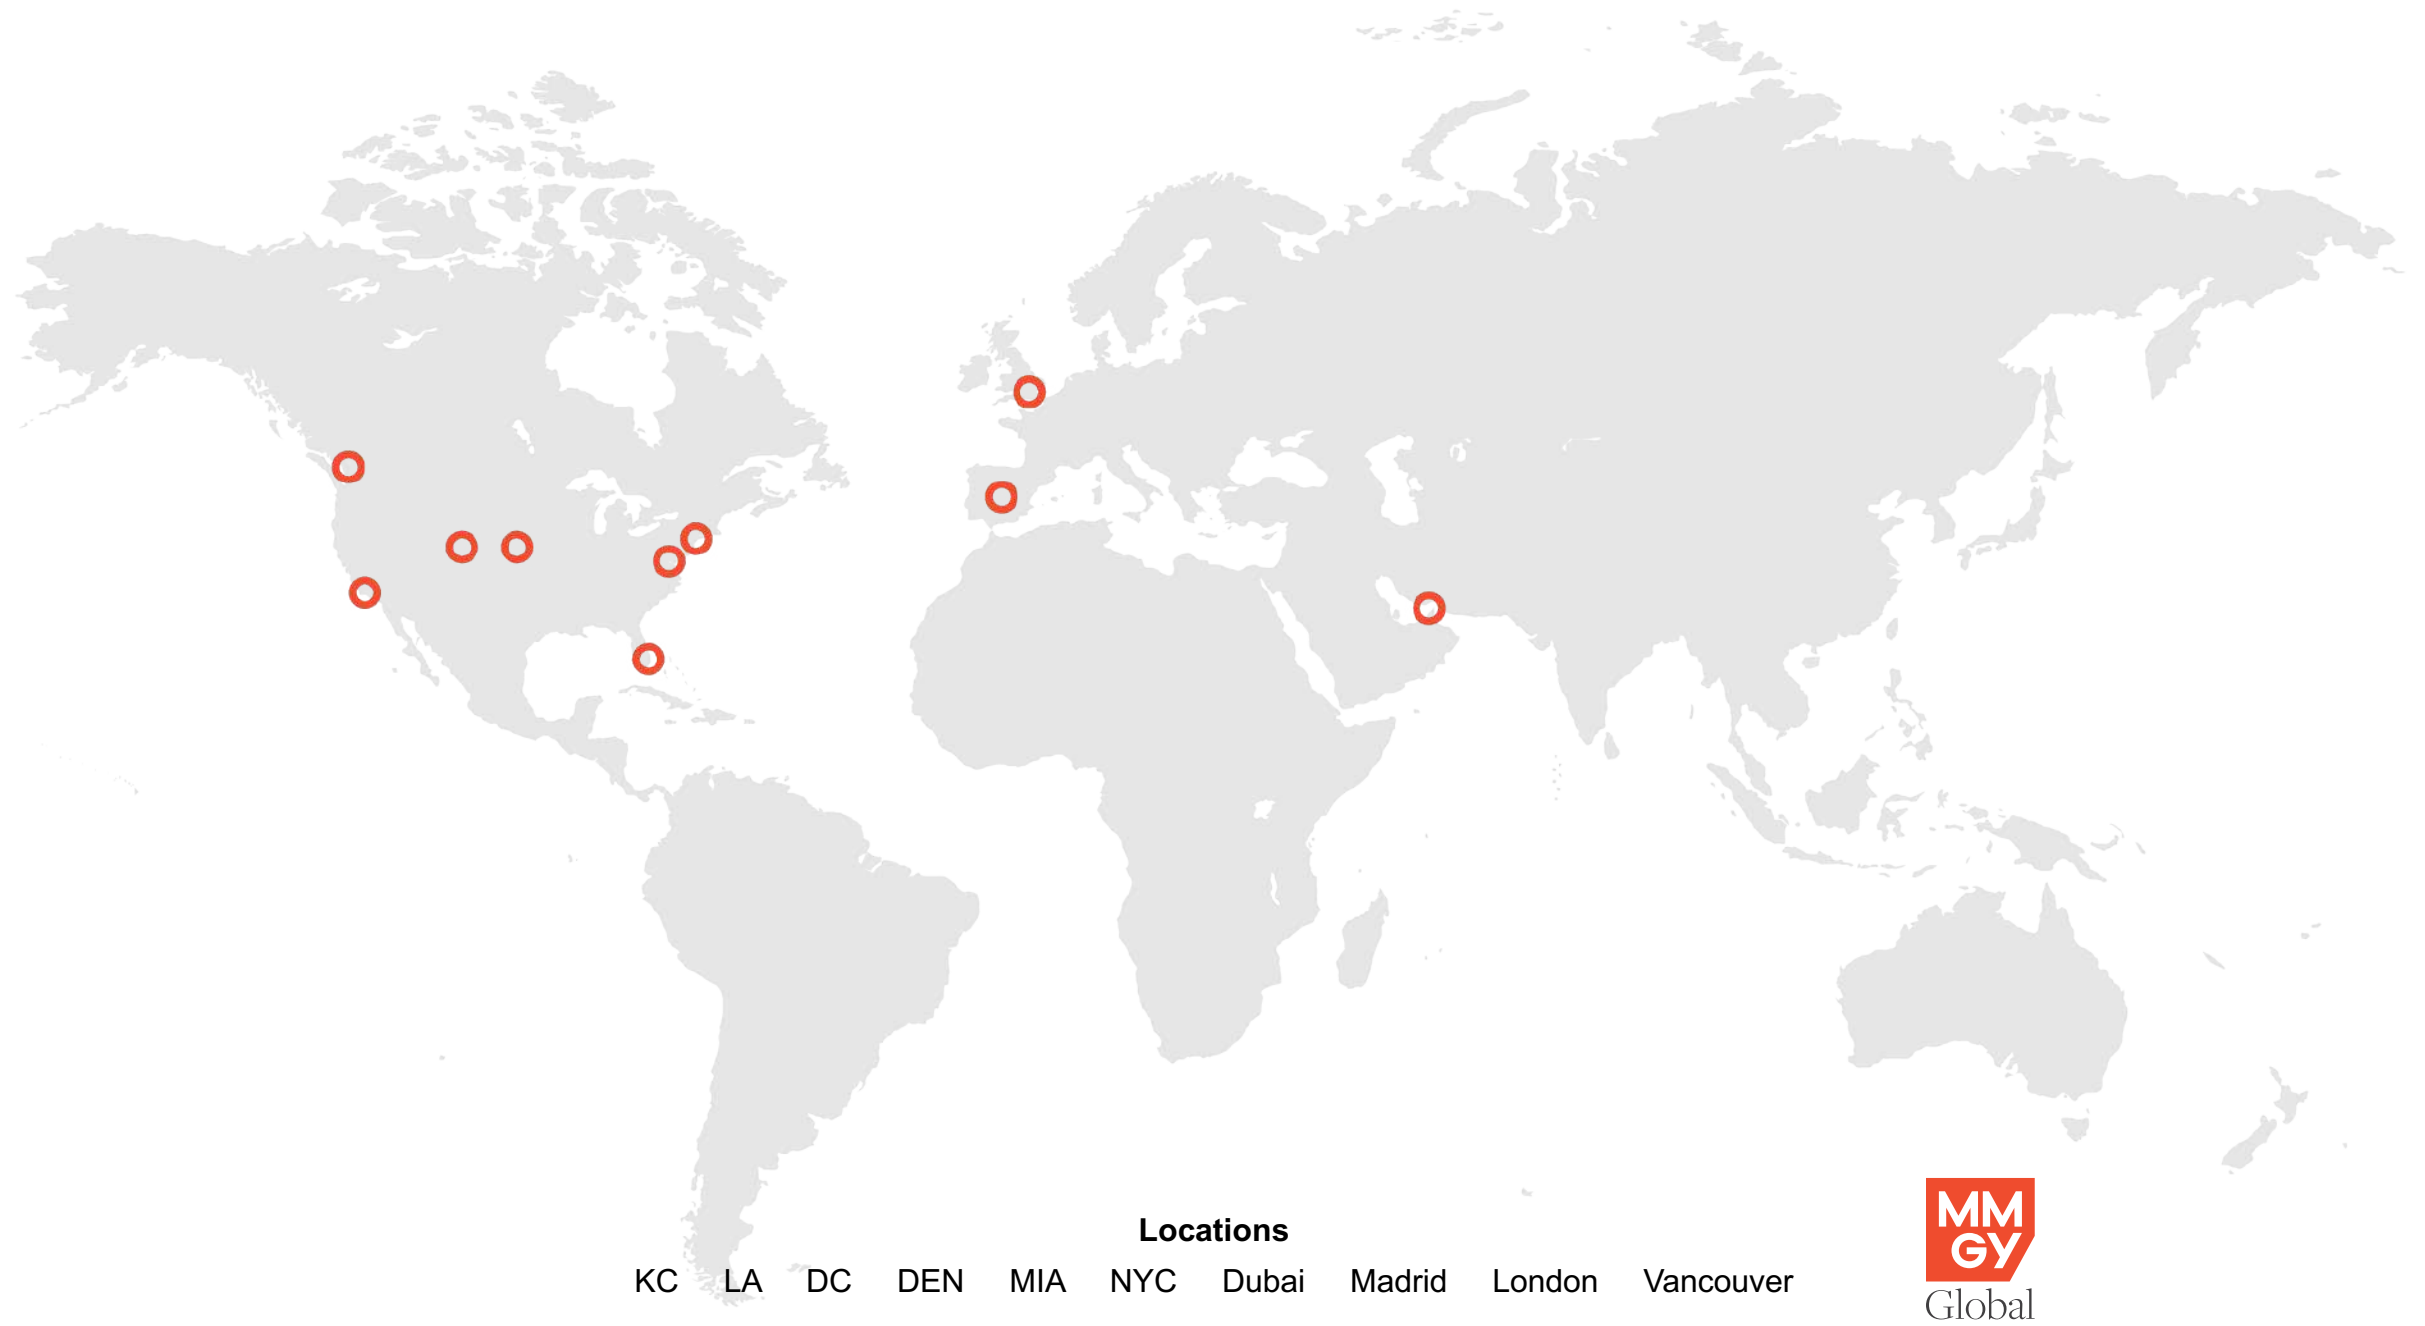 Locations
KC LA DC DEN MIA NYC Dubai Madrid London Vancouver
MM
GY
Global